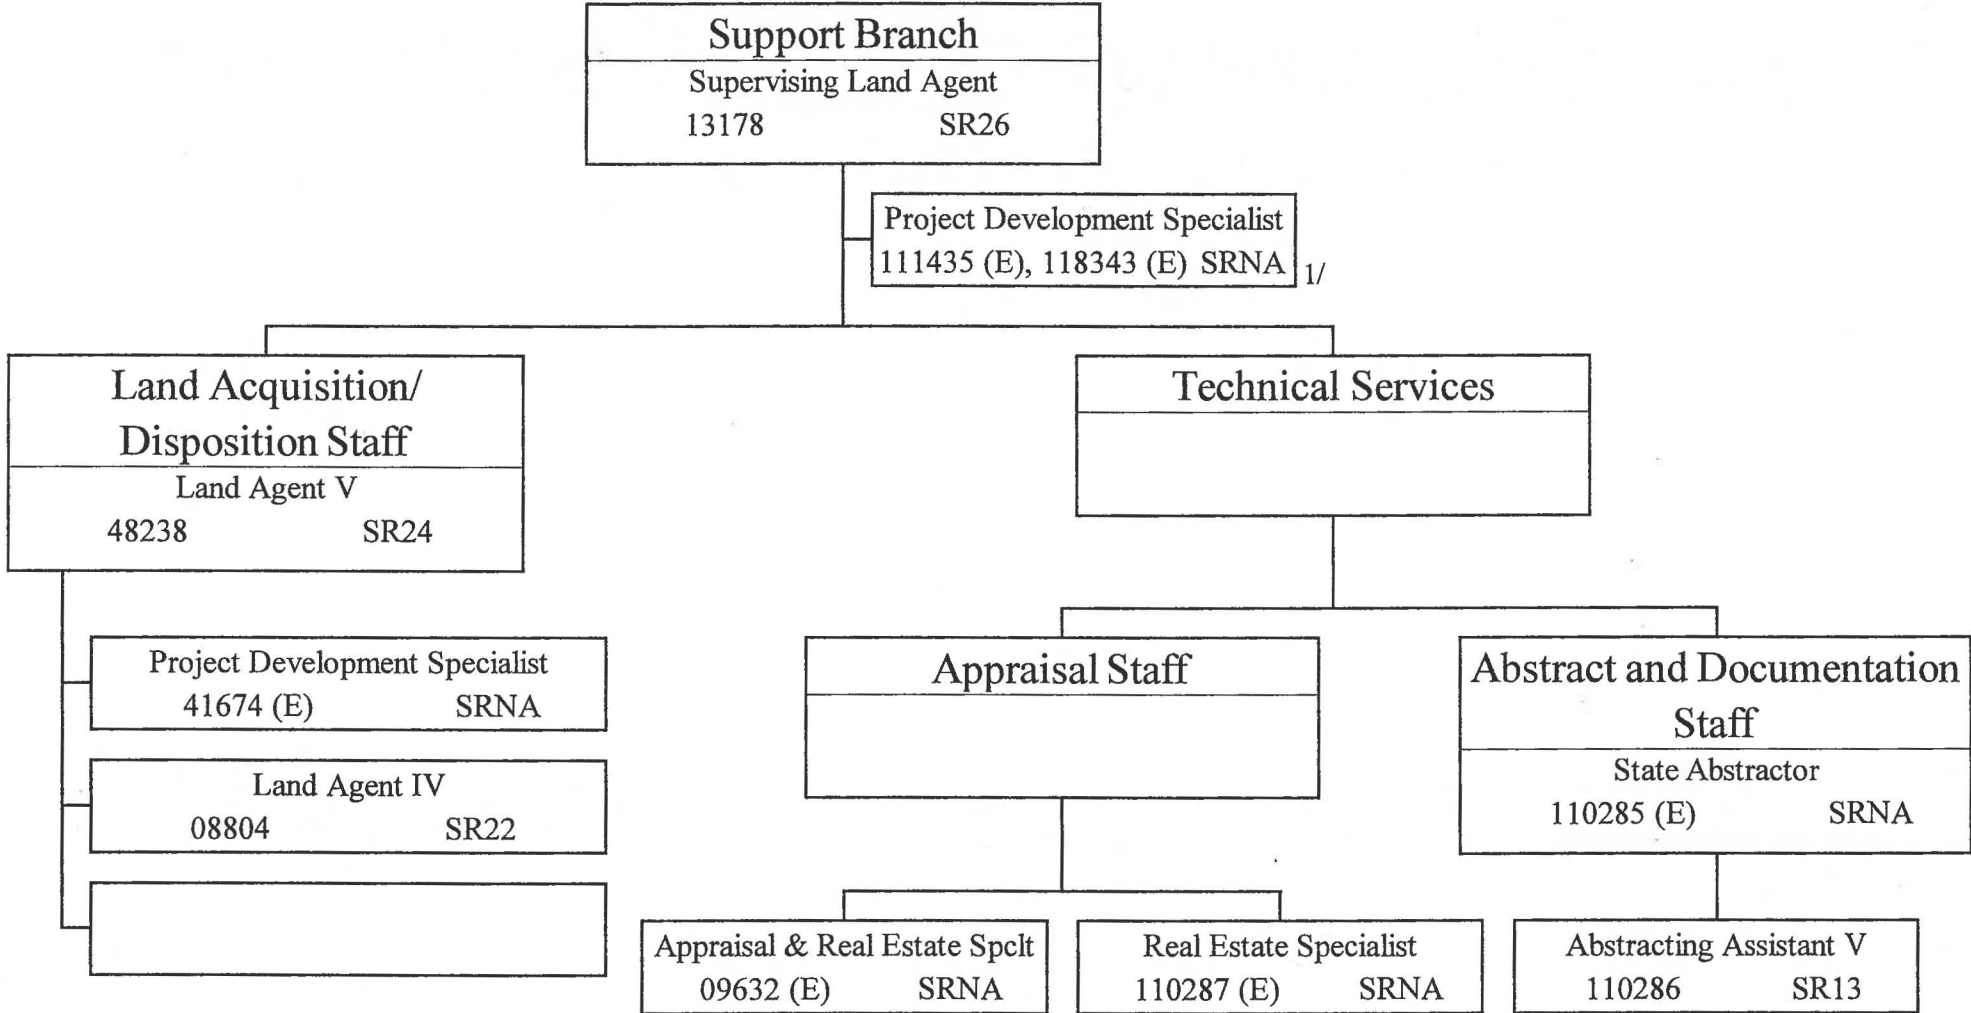 Support Branch
Supervising Land Agent
13178 SR26
Project Development Specialist
111435 (E), 118343 (E) SRNA 1/
Land Acquisition/
Disposition Staff
Land Agent V
48238 SR24
Project Development Specialist
41674 (E) SRNA
Land Agent IV
08804 SR22
Technical Services
Appraisal Staff
Appraisal & Real Estate Spclt
09632 (E) SRNA
Real Estate Specialist
110287 (E) SRNA
Abstract and Documentation
Staff
State Abstractor
110285 (E) SRNA
Abstracting Assistant V
110286 SR13